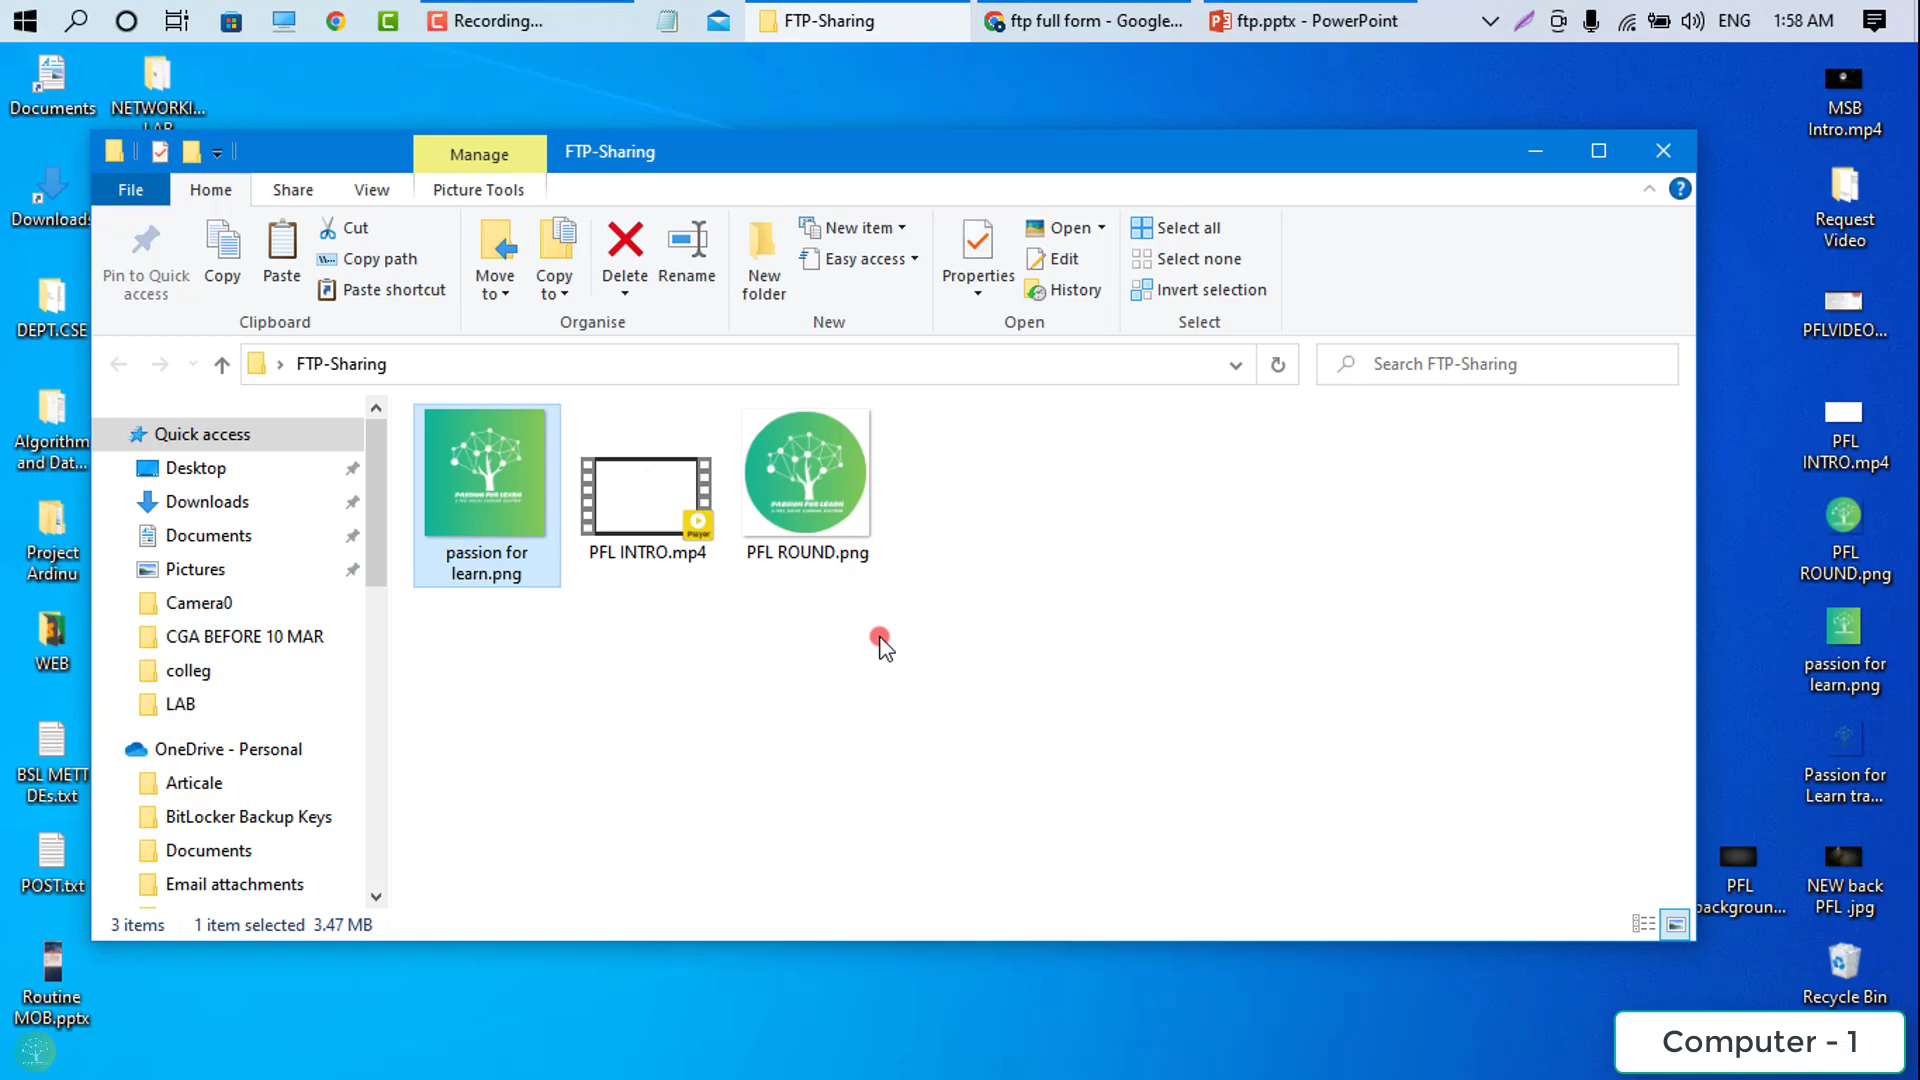 Recording...
FTP-Sharing
ftp full form - Google...
ftp.pptx - PowerPoint
ENG
1:58 AM
Documents
NETWORKI...
LAB
Downloads
DEPT.CSE
Algorithm
and Dat...
Project
Ardinu
WEB
BSL METT
DEs.txt
POST.txt
Routine
MOB.pptx
Manage
FTP-Sharing
File
Home
Share
View
Picture Tools
Pin to Quick
access
Copy
Paste
Cut
Copy path
Paste shortcut
Clipboard
Move
to
Copy
to
Delete
Rename
Organise
New
folder
New item
Easy access
New
Properties
Open
Edit
History
Open
Select all
Select none
Invert selection
Select
FTP-Sharing
Search FTP-Sharing
Quick access
Desktop
Downloads
Documents
Pictures
Camera0
CGA BEFORE 10 MAR
colleg
LAB
OneDrive - Personal
Articale
BitLocker Backup Keys
Documents
Email attachments
PASSION FOR LEARN
passion for
learn.png
Player
PFL INTRO.mp4
PASSION FOR LEARN
PFL ROUND.png
3 items
1 item selected
3.47 MB
MSB
Intro.mp4
Request
Video
PFLVIDEO...
PFL
INTRO.mp4
PFL
ROUND.png
passion for
learn.png
Passion for
Learn tra...
PFL
backgroun...
NEW back
PFL .jpg
Recycle Bin
Computer - 1